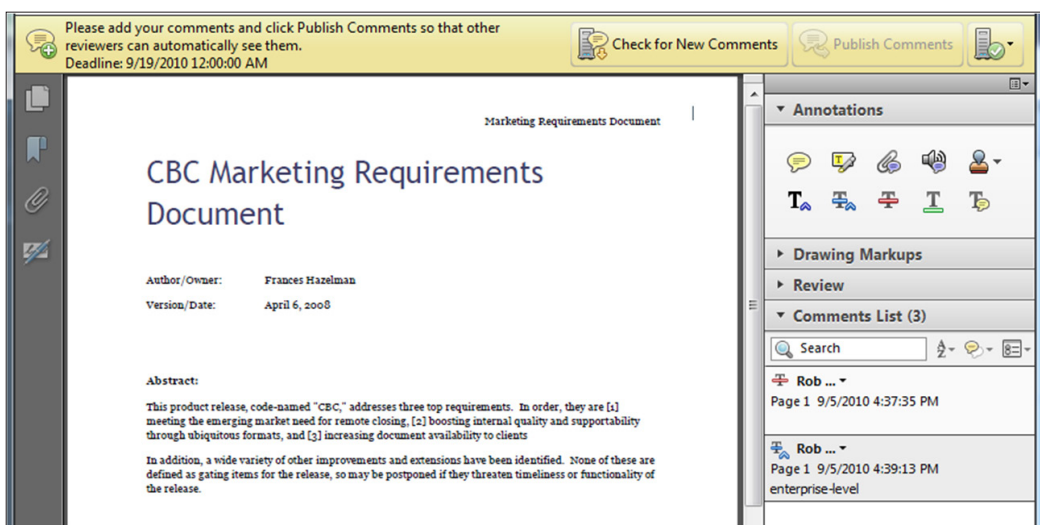 Please add your comments and click Publish Comments so that other
reviewers can automatically see them.
Deadline: 9/19/2010 12:00:00 AM
Check for New Comments
Publish Comments
Marketing Requirements Document
CBC Marketing Requirements
Document
Author/Owner: Frances Hazelman
Version/Date: April 6, 2008
Abstract:
This product release, code-named "CBC," addresses three top requirements. In order, they are [1]
meeting the emerging market need for remote closing, [2] boosting internal quality and supportability
through ubiquitous formats, and [3] increasing document availability to clients
In addition, a wide variety of other improvements and extensions have been identified. None of these are
defined as gating items for the release, so may be postponed if they threaten timeliness or functionality of
the release.
Annotations
Drawing Markups
Review
Comments List (3)
Search
Rob ...
Page 1 9/5/2010 4:37:35 PM
Rob ...
Page 1 9/5/2010 4:39:13 PM
enterprise-level